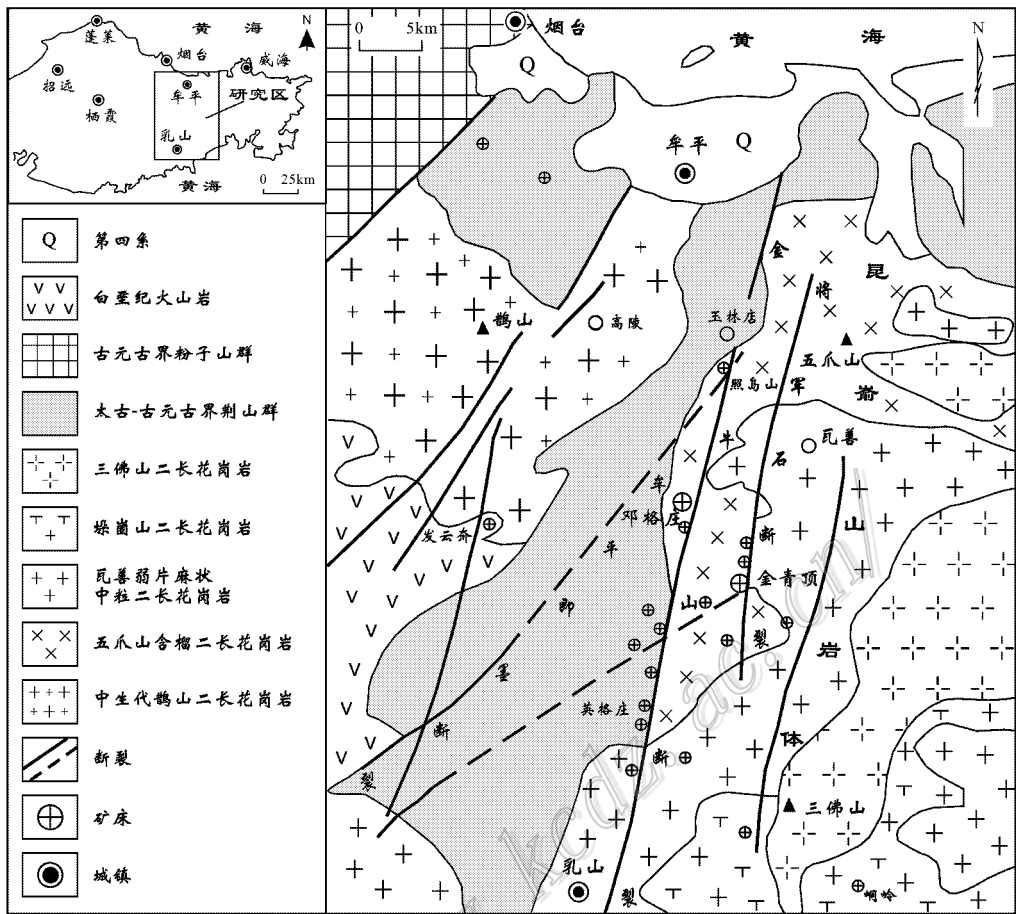 黄 海
N
蓬莱
烟台
威海
招远
牟平
栖霞
研究区
乳山
黄海
0 25km
Q 第四系
V V V V V 白垩纪火山岩
古元古界粉子山群
太古-古元古界荆山群
三佛山二长花岗岩
垛崮山二长花岗岩
瓦善弱片麻状
中粒二长花岗岩
五爪山含榴二长花岗岩
中生代鹊山二长花岗岩
断裂
矿床
城镇
0 5km
烟台
黄 海
N
Q
牟平 Q
金
昆
将
鹊山
高陵
玉林店
五爪山
照岛山
军
嵛
牛
石
瓦善
牟
山
发云夼
邓格庄
平
断
金青顶
即
山
裂
岩
墨
英格庄
断
体
断
裂
三佛山
乳山
裂
峒岭
kcdz.ac.cn/